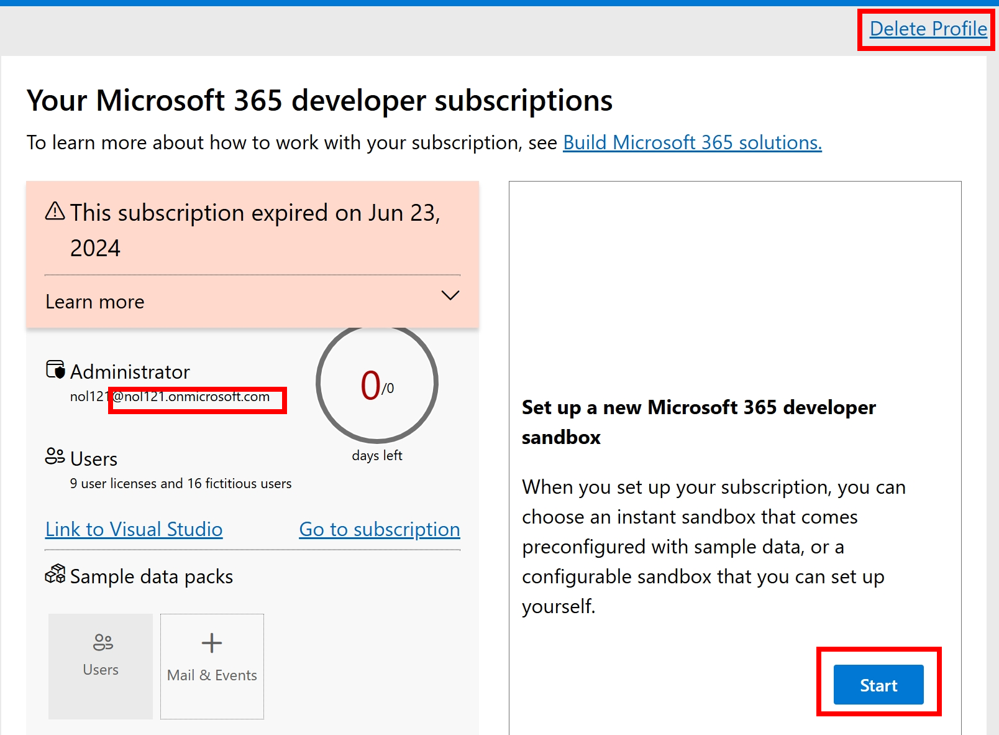 Delete Profile
Your Microsoft 365 developer subscriptions
To learn more about how to work with your subscription, see Build Microsoft 365 solutions.
This subscription expired on Jun 23,
2024
Learn more
Administrator
nol121@nol121.onmicrosoft.com
0/0
days left
Users
9 user licenses and 16 fictitious users
Link to Visual Studio
Go to subscription
Sample data packs
Users
Mail & Events
Set up a new Microsoft 365 developer
sandbox
When you set up your subscription, you can
choose an instant sandbox that comes
preconfigured with sample data, or a
configurable sandbox that you can set up
yourself.
Start